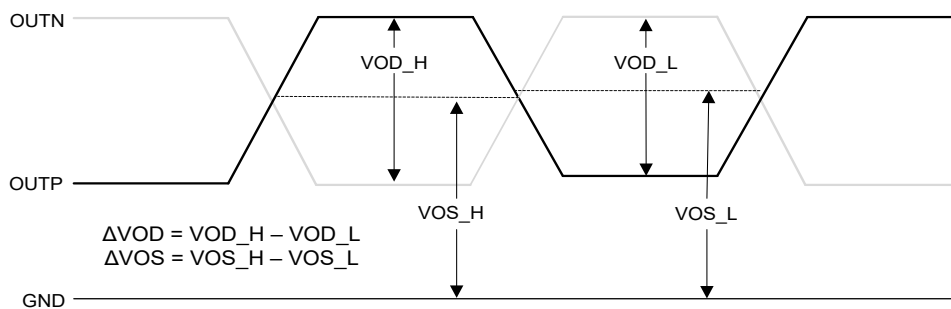 OUTN
VOD_H
VOD_L
OUTP
VOS_H
VOS_L
ΔVOD = VOD_H – VOD_L
ΔVOS = VOS_H – VOS_L
GND